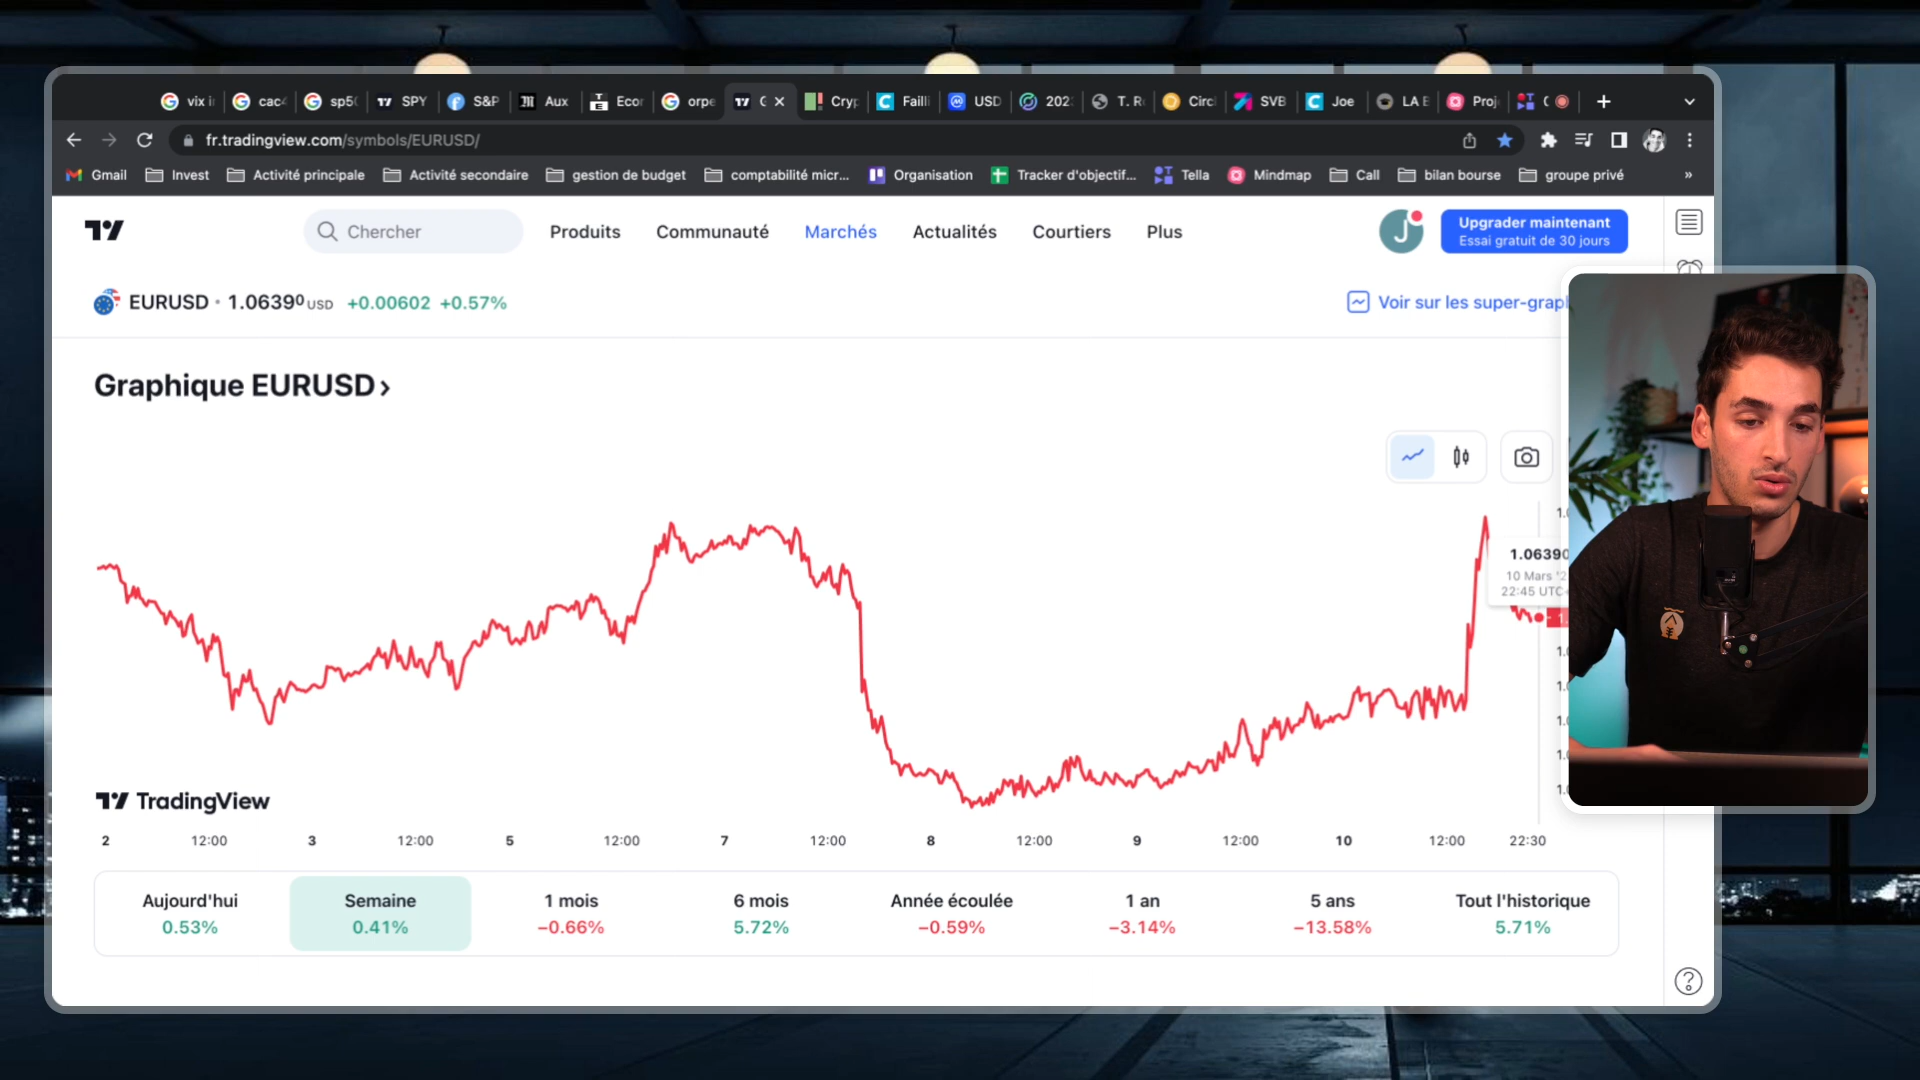 vix i
cac4
sp50
SPY
S&P
Aux
Ecor
orpe
Cryp
Failli
USD
202
T. R
Circ
SVB
Joe
LA B
Proj
fr.tradingview.com/symbols/EURUSD/
Gmail
Invest
Activité principale
Activité secondaire
gestion de budget
comptabilité micr...
Organisation
Tracker d'objectif...
Tella
Mindmap
Call
bilan bourse
groupe privé
»
Chercher
Produits
Communauté
Marchés
Actualités
Courtiers
Plus
J
Upgrader maintenant
Essai gratuit de 30 jours
EURUSD • 1.06390 USD +0.00602 +0.57%
Voir sur les super-grap
Graphique EURUSD ›
1.06390
10 Mars '2
22:45 UTC
TradingView
2 12:00 3 12:00 5 12:00 7 12:00 8 12:00 9 12:00 10 12:00 22:30
Aujourd'hui
0.53%
Semaine
0.41%
1 mois
−0.66%
6 mois
5.72%
Année écoulée
−0.59%
1 an
−3.14%
5 ans
−13.58%
Tout l'historique
5.71%